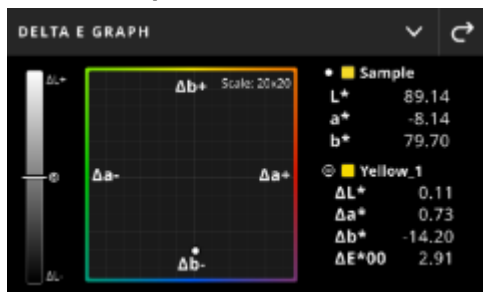 DELTA E GRAPH
ΔL+
Δb+
Scale: 20x20
Δa-
Δa+
Δb-
ΔL-
Sample
L* 89.14
a* -8.14
b* 79.70
Yellow_1
ΔL* 0.11
Δa* 0.73
Δb* -14.20
ΔE*00 2.91